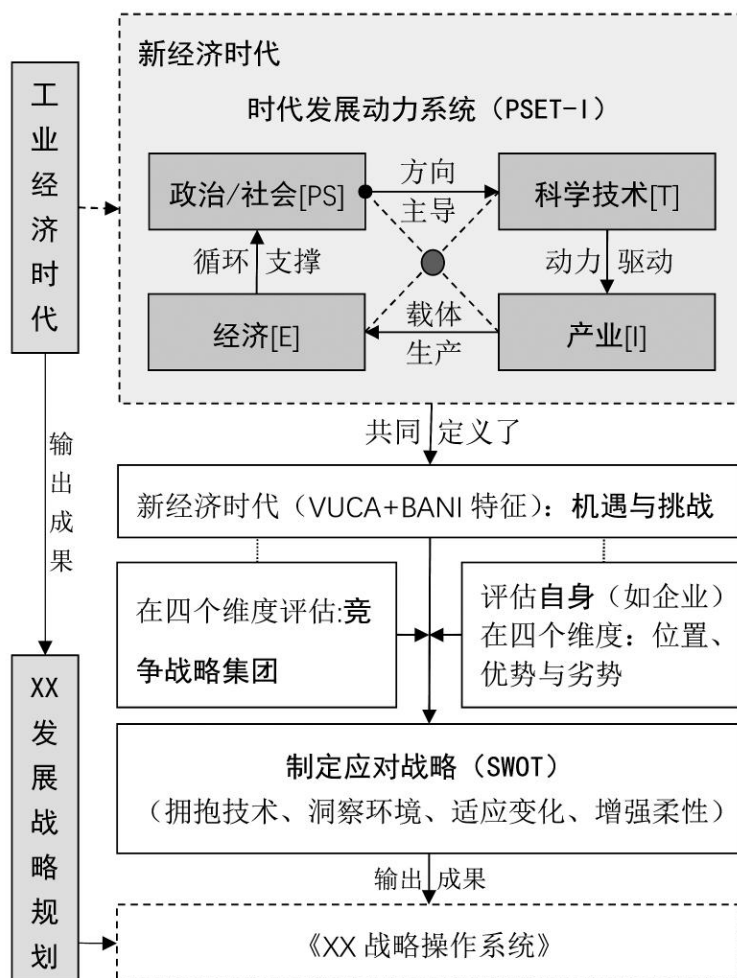 新经济时代
时代发展动力系统（PSET-I）
工业经济时代
政治/社会[PS]
方向
主导
科学技术[T]
循环 支撑
动力 驱动
经济[E]
载体
生产
产业[I]
输出成果
共同 定义了
新经济时代（VUCA+BANI 特征）：机遇与挑战
在四个维度评估:竞
争战略集团
评估自身（如企业）
在四个维度：位置、
优势与劣势
XX发展战略规划
制定应对战略（SWOT）
（拥抱技术、洞察环境、适应变化、增强柔性）
输出 成果
《XX 战略操作系统》